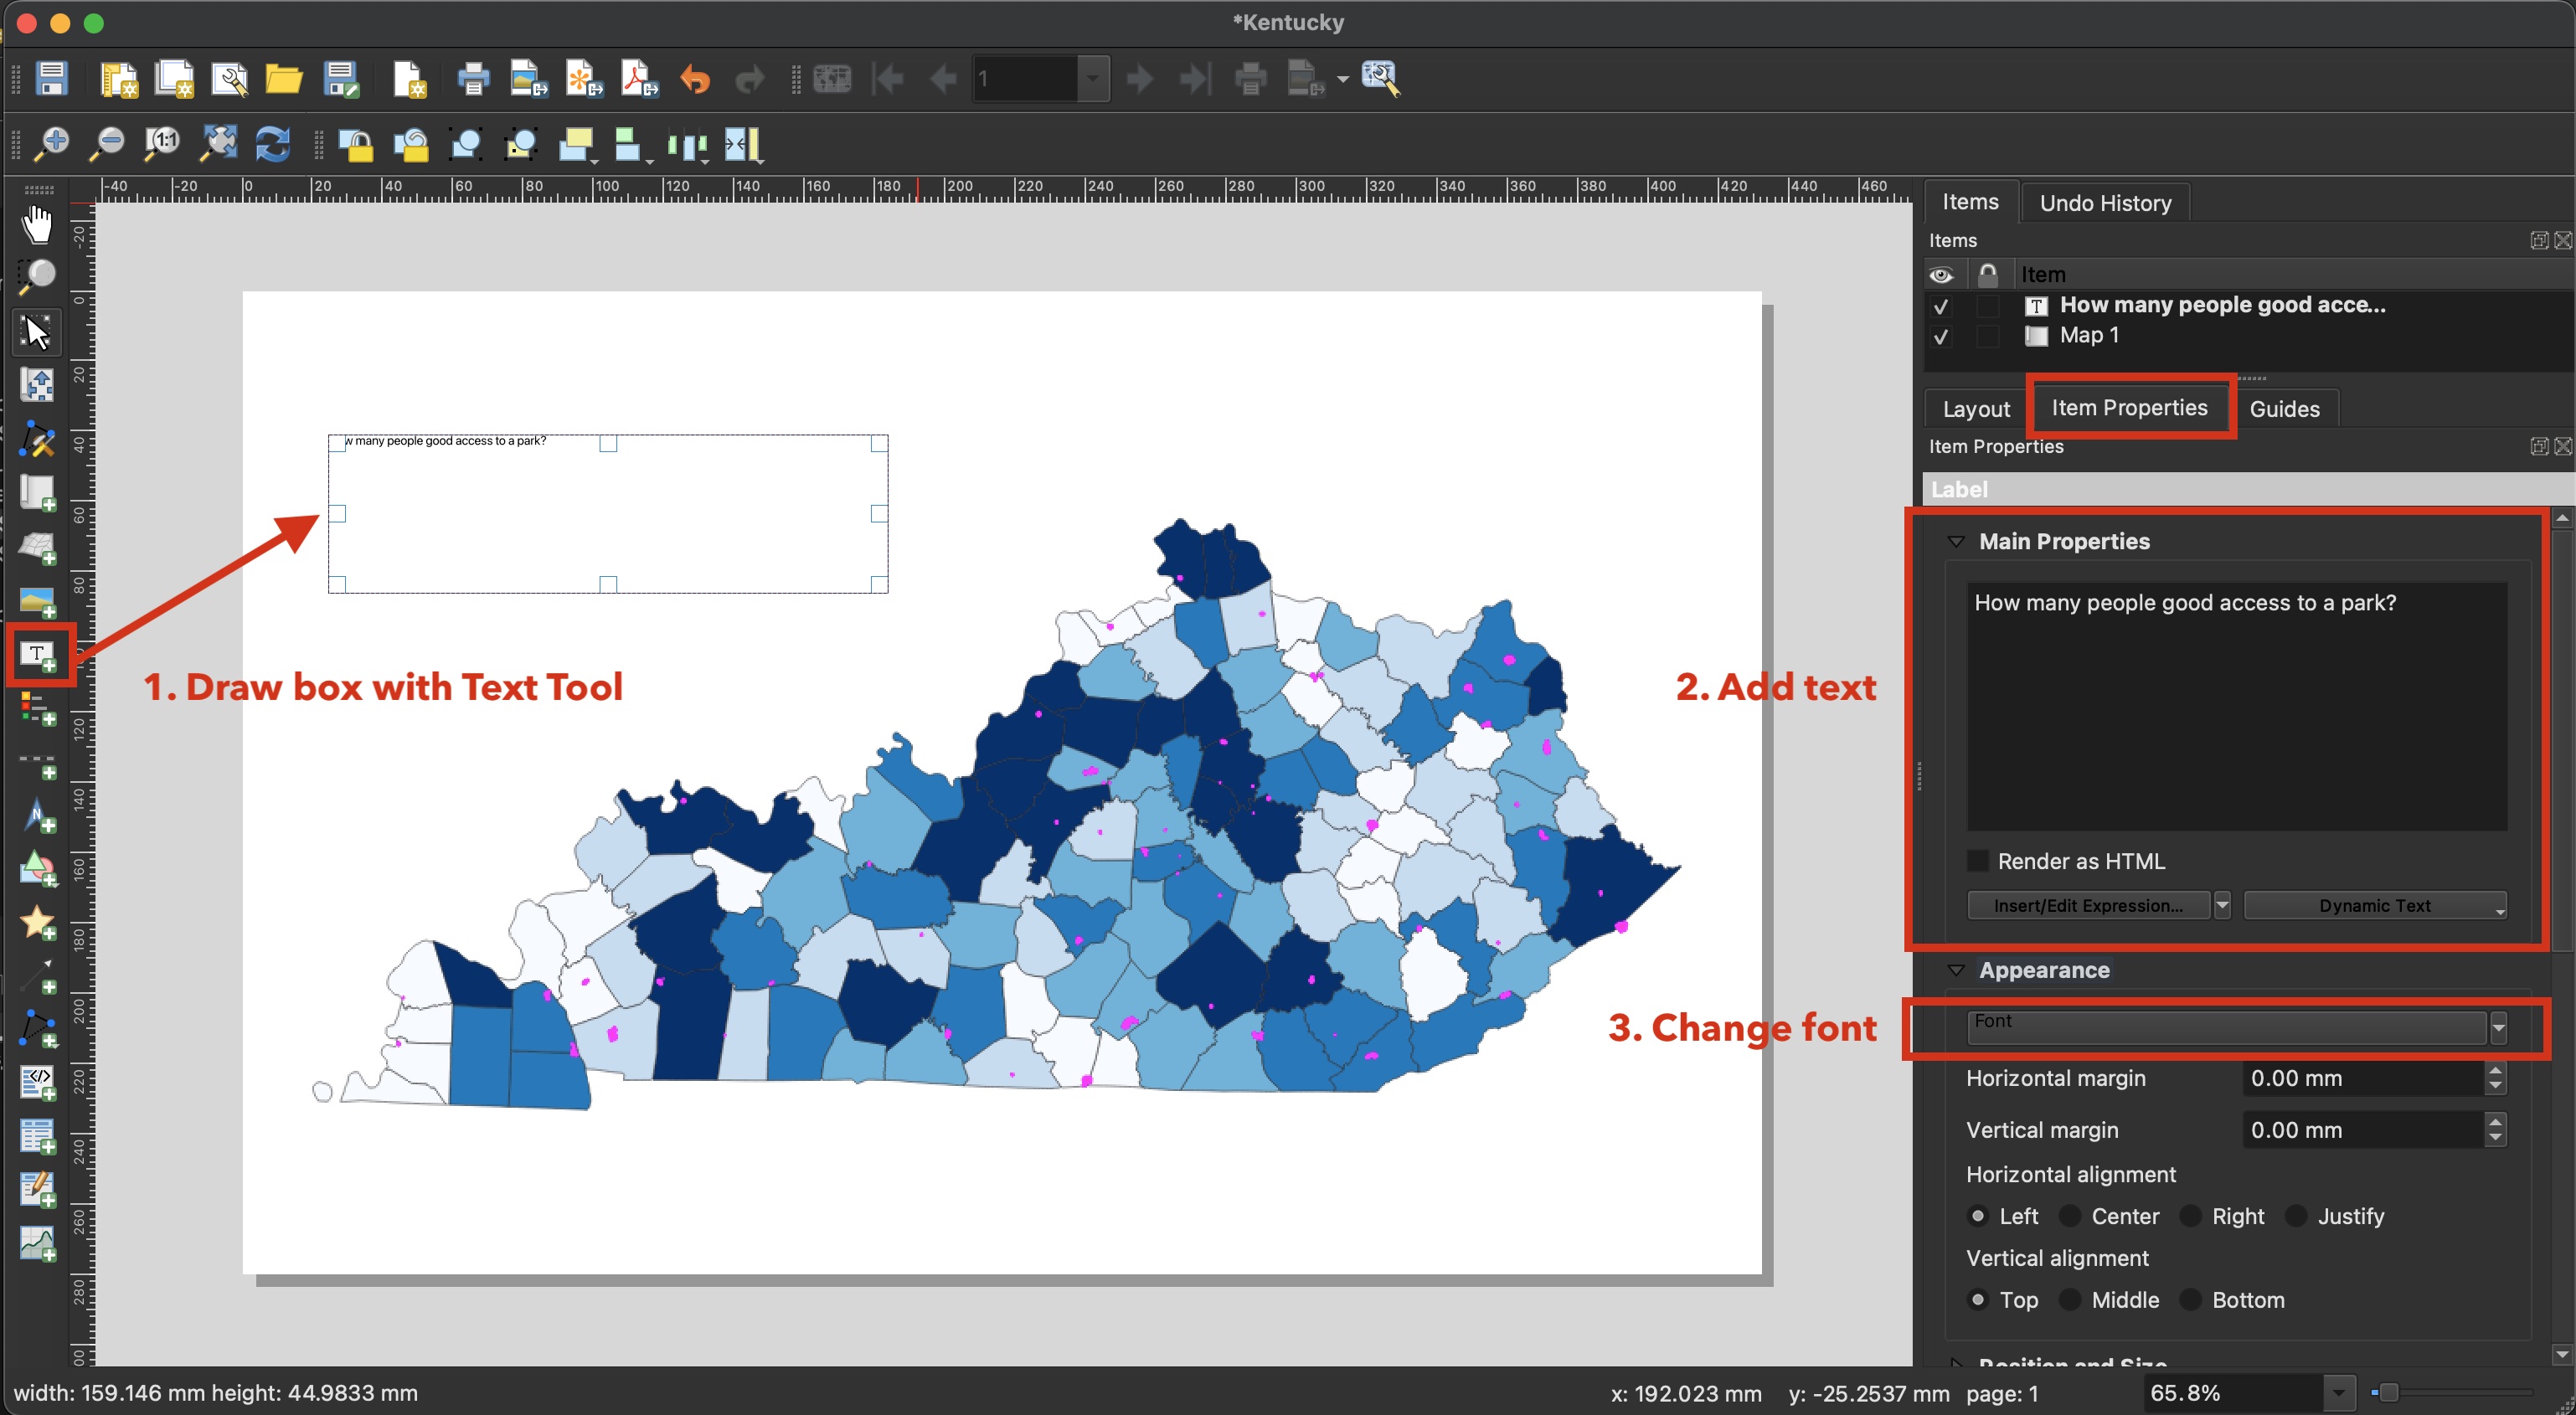 *Kentucky
1:1
1
-40 -20 0 20 40 60 80 100 120 140 160 180 200 220 240 260 280 300 320 340 360 380 400 420 440 460
-20
0
20
40
60
80
120
140
160
180
200
220
240
260
280
T
N
</>
w many people good access to a park?
1. Draw box with Text Tool
2. Add text
3. Change font
Items Undo History
Items
Item
T How many people good acce...
Map 1
Layout Item Properties Guides
Item Properties
Label
Main Properties
How many people good access to a park?
Render as HTML
Insert/Edit Expression... Dynamic Text
Appearance
Font
Horizontal margin 0.00 mm
Vertical margin 0.00 mm
Horizontal alignment
Left Center Right Justify
Vertical alignment
Top Middle Bottom
Position and Size
width: 159.146 mm height: 44.9833 mm x: 192.023 mm y: -25.2537 mm page: 1 65.8%